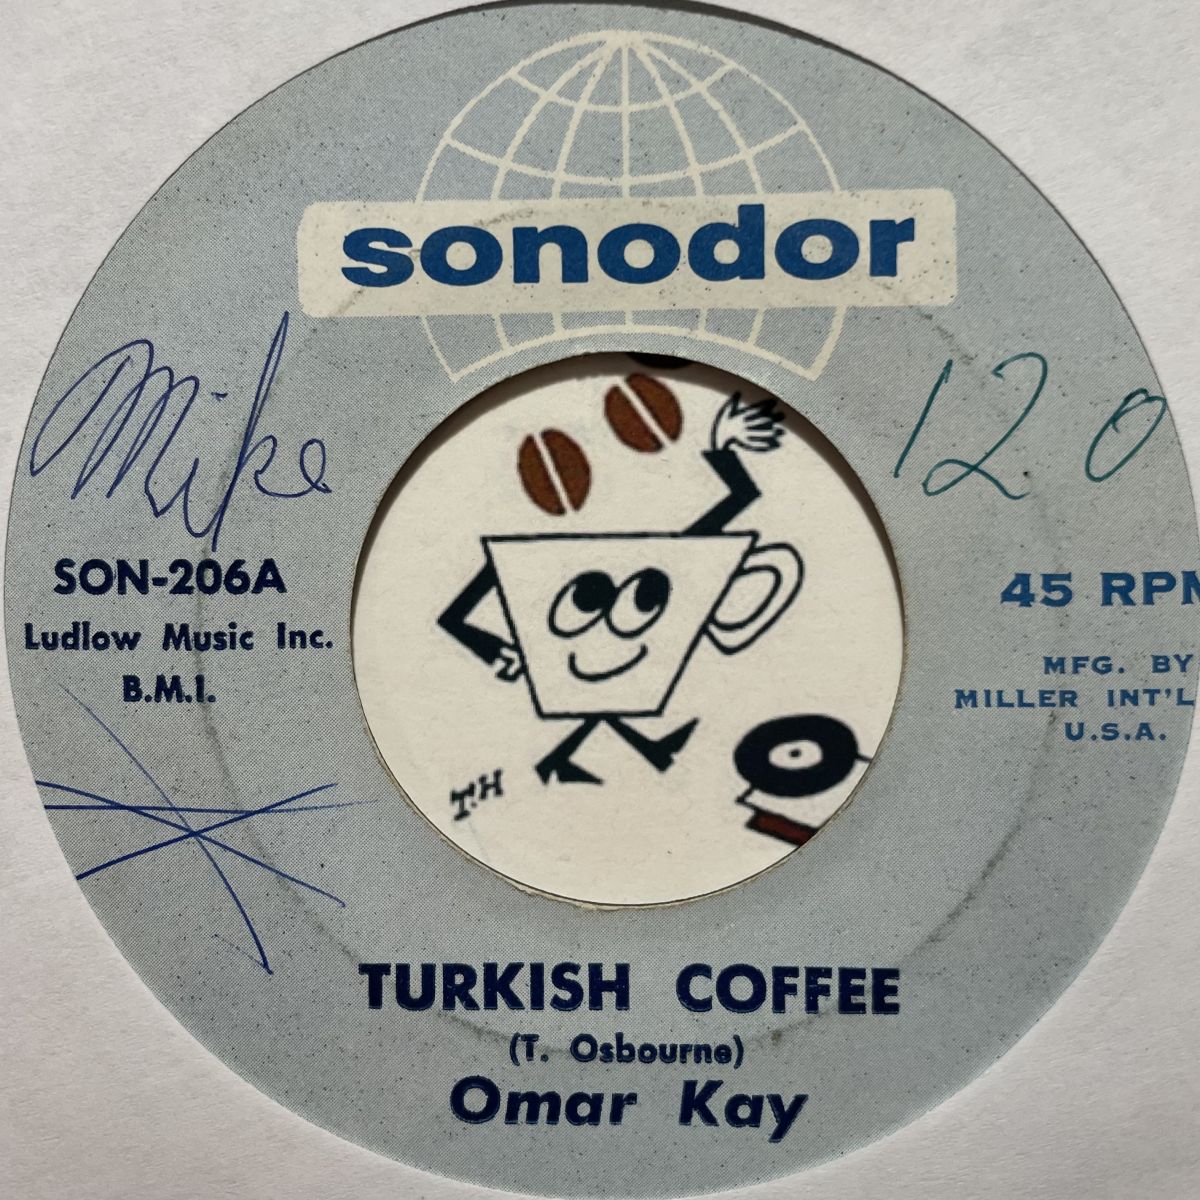 sonodor
Mike
120
SON-206A
Ludlow Music Inc.
B.M.I.
45 RPM
MFG. BY
MILLER INT'L
U.S.A.
T.H
TURKISH COFFEE
(T. Osbourne)
Omar Kay